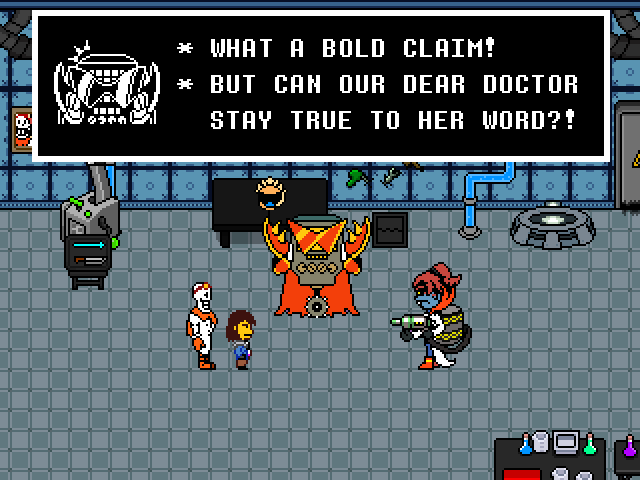 * WHAT A BOLD CLAIM!
* BUT CAN OUR DEAR DOCTOR
STAY TRUE TO HER WORD?!